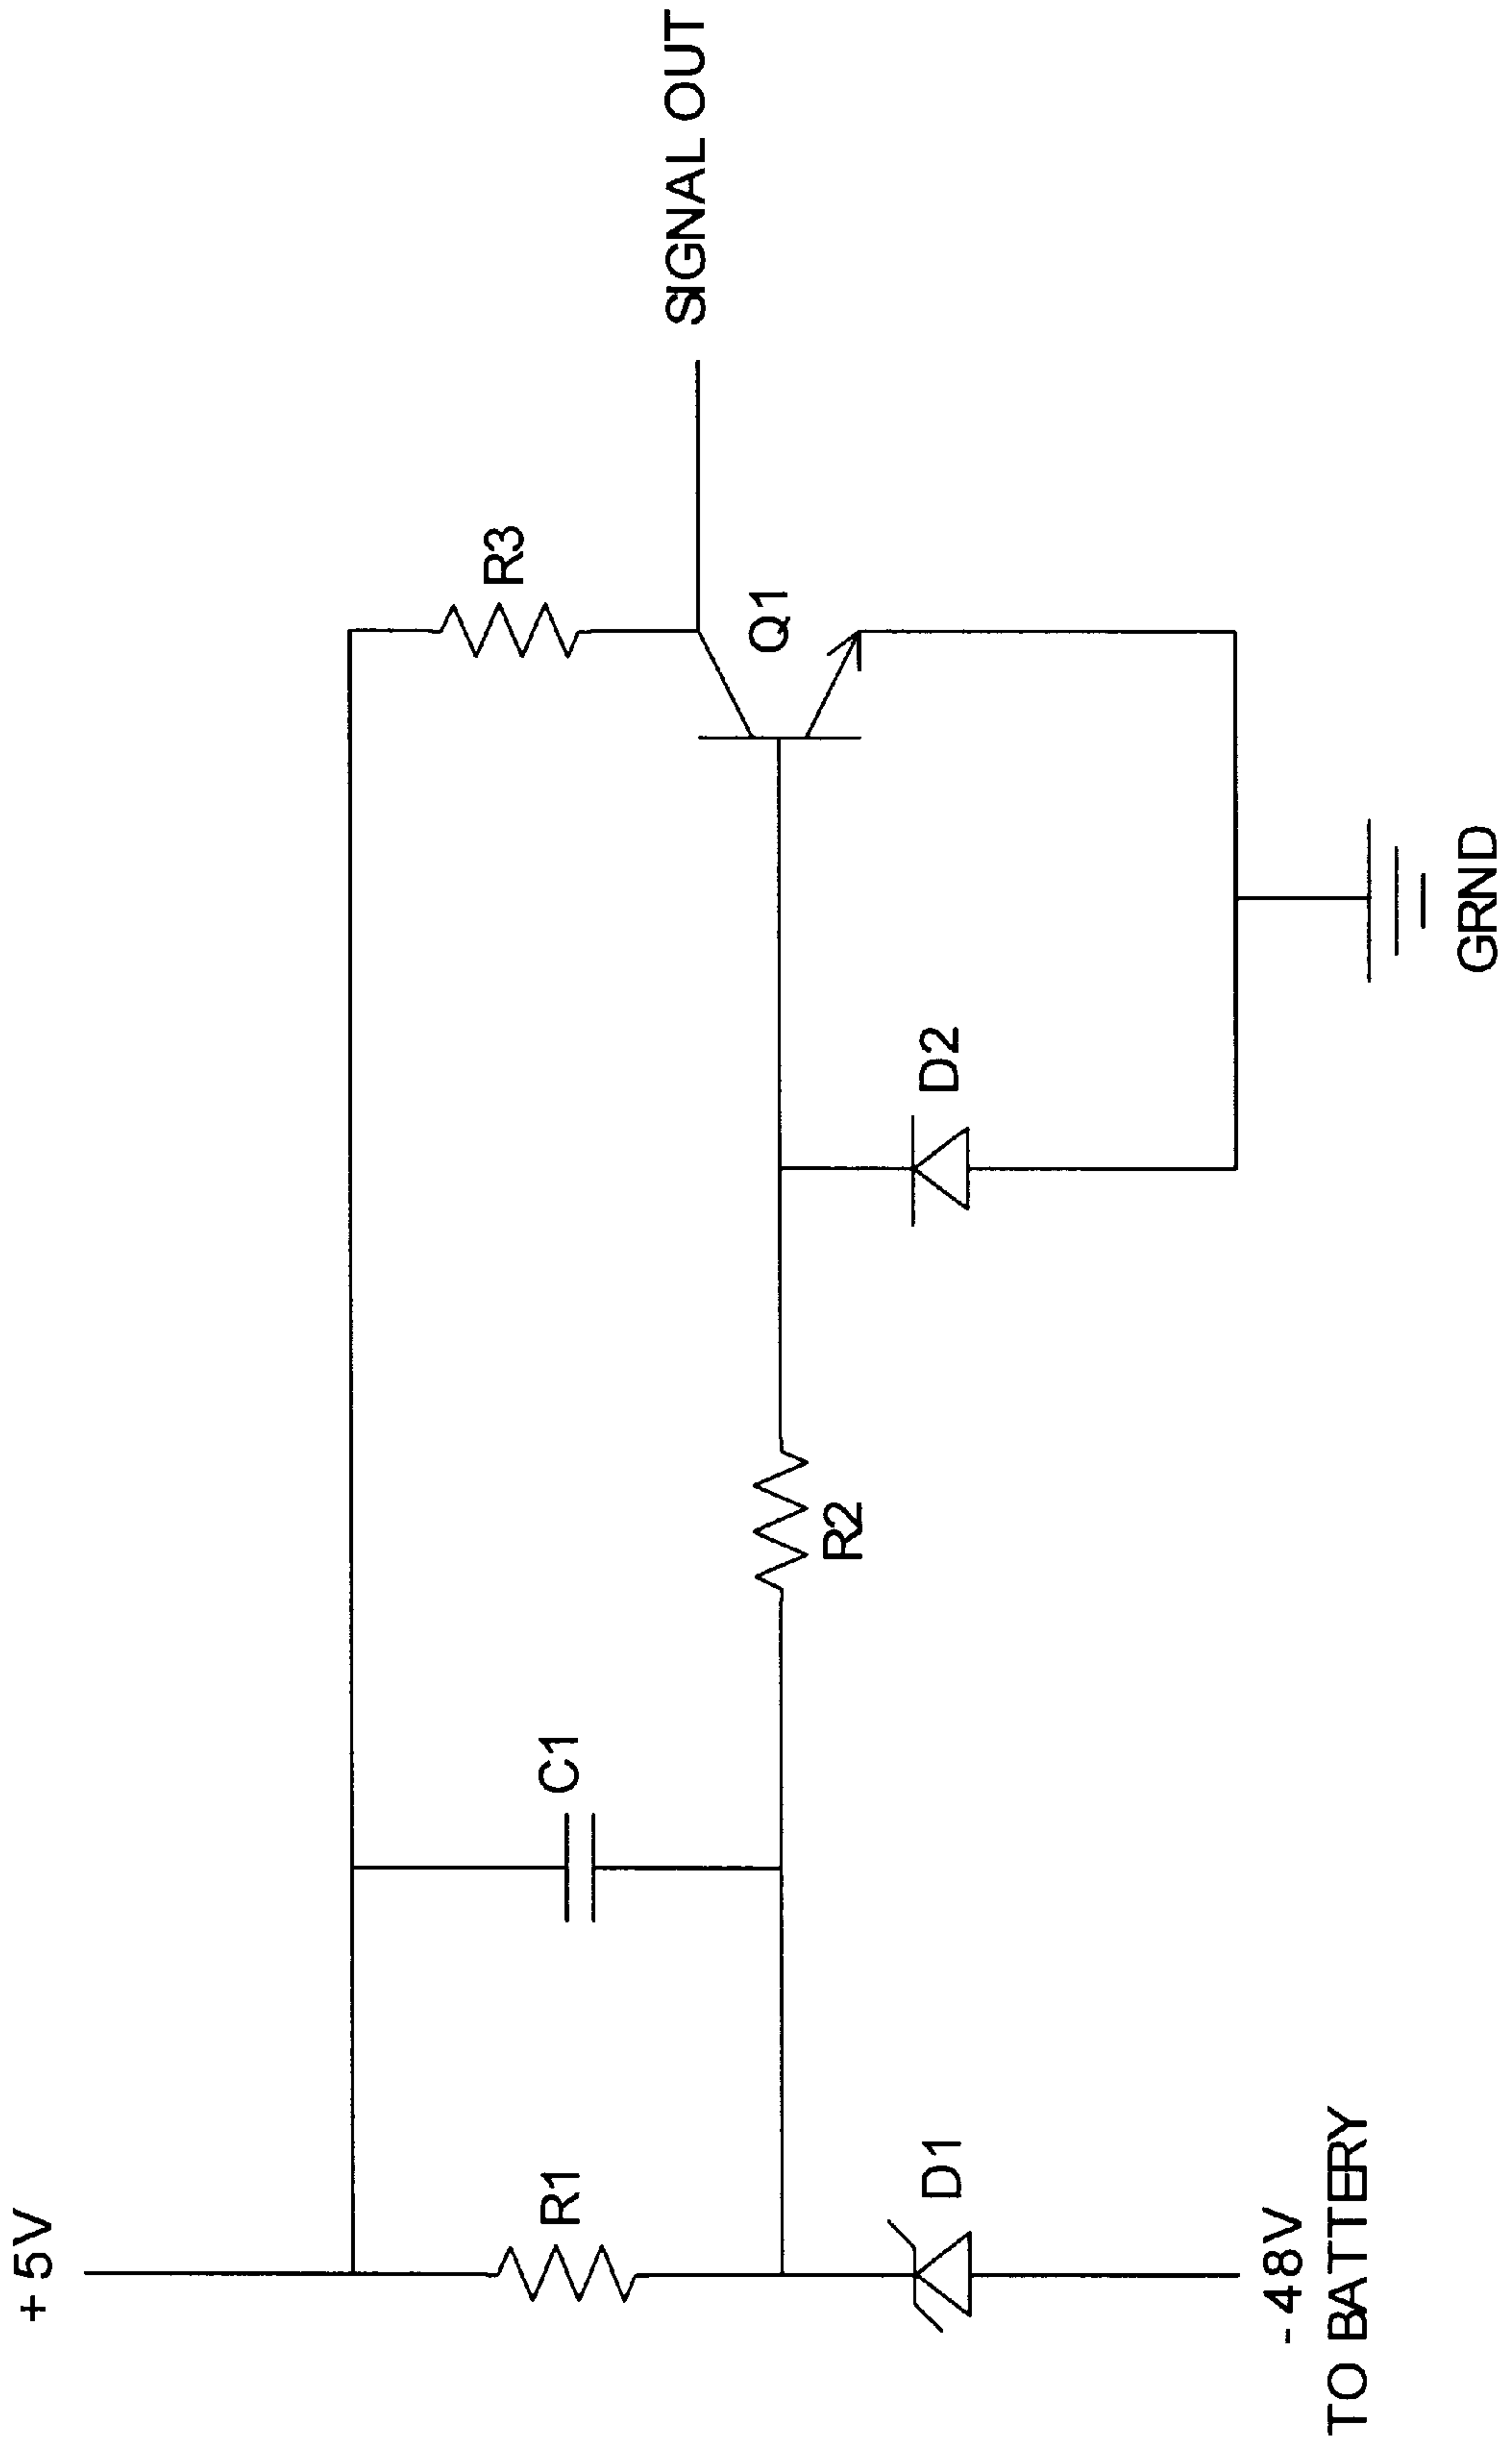 +5V
R1
C1
R3
SIGNAL OUT
Q1
R2
D1
D2
-48V
TO BATTERY
GRND